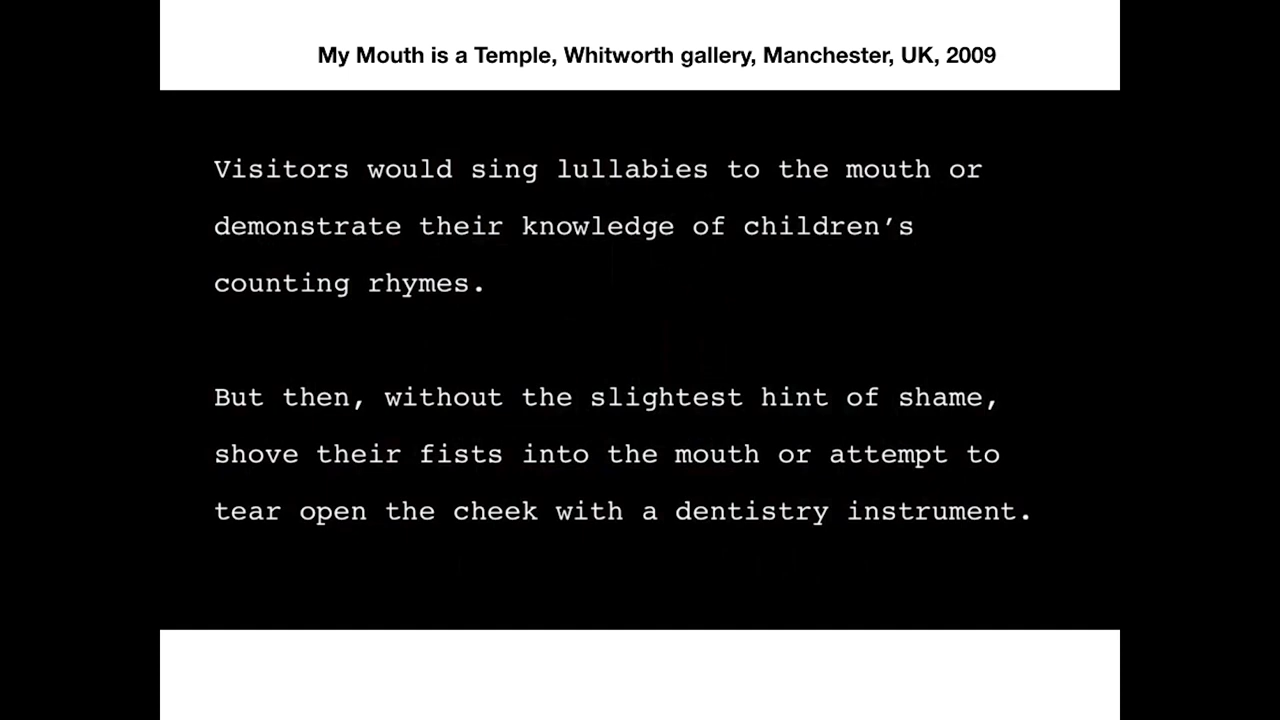 My Mouth is a Temple, Whitworth gallery, Manchester, UK, 2009
Visitors would sing lullabies to the mouth or
demonstrate their knowledge of children’s
counting rhymes.
But then, without the slightest hint of shame,
shove their fists into the mouth or attempt to
tear open the cheek with a dentistry instrument.